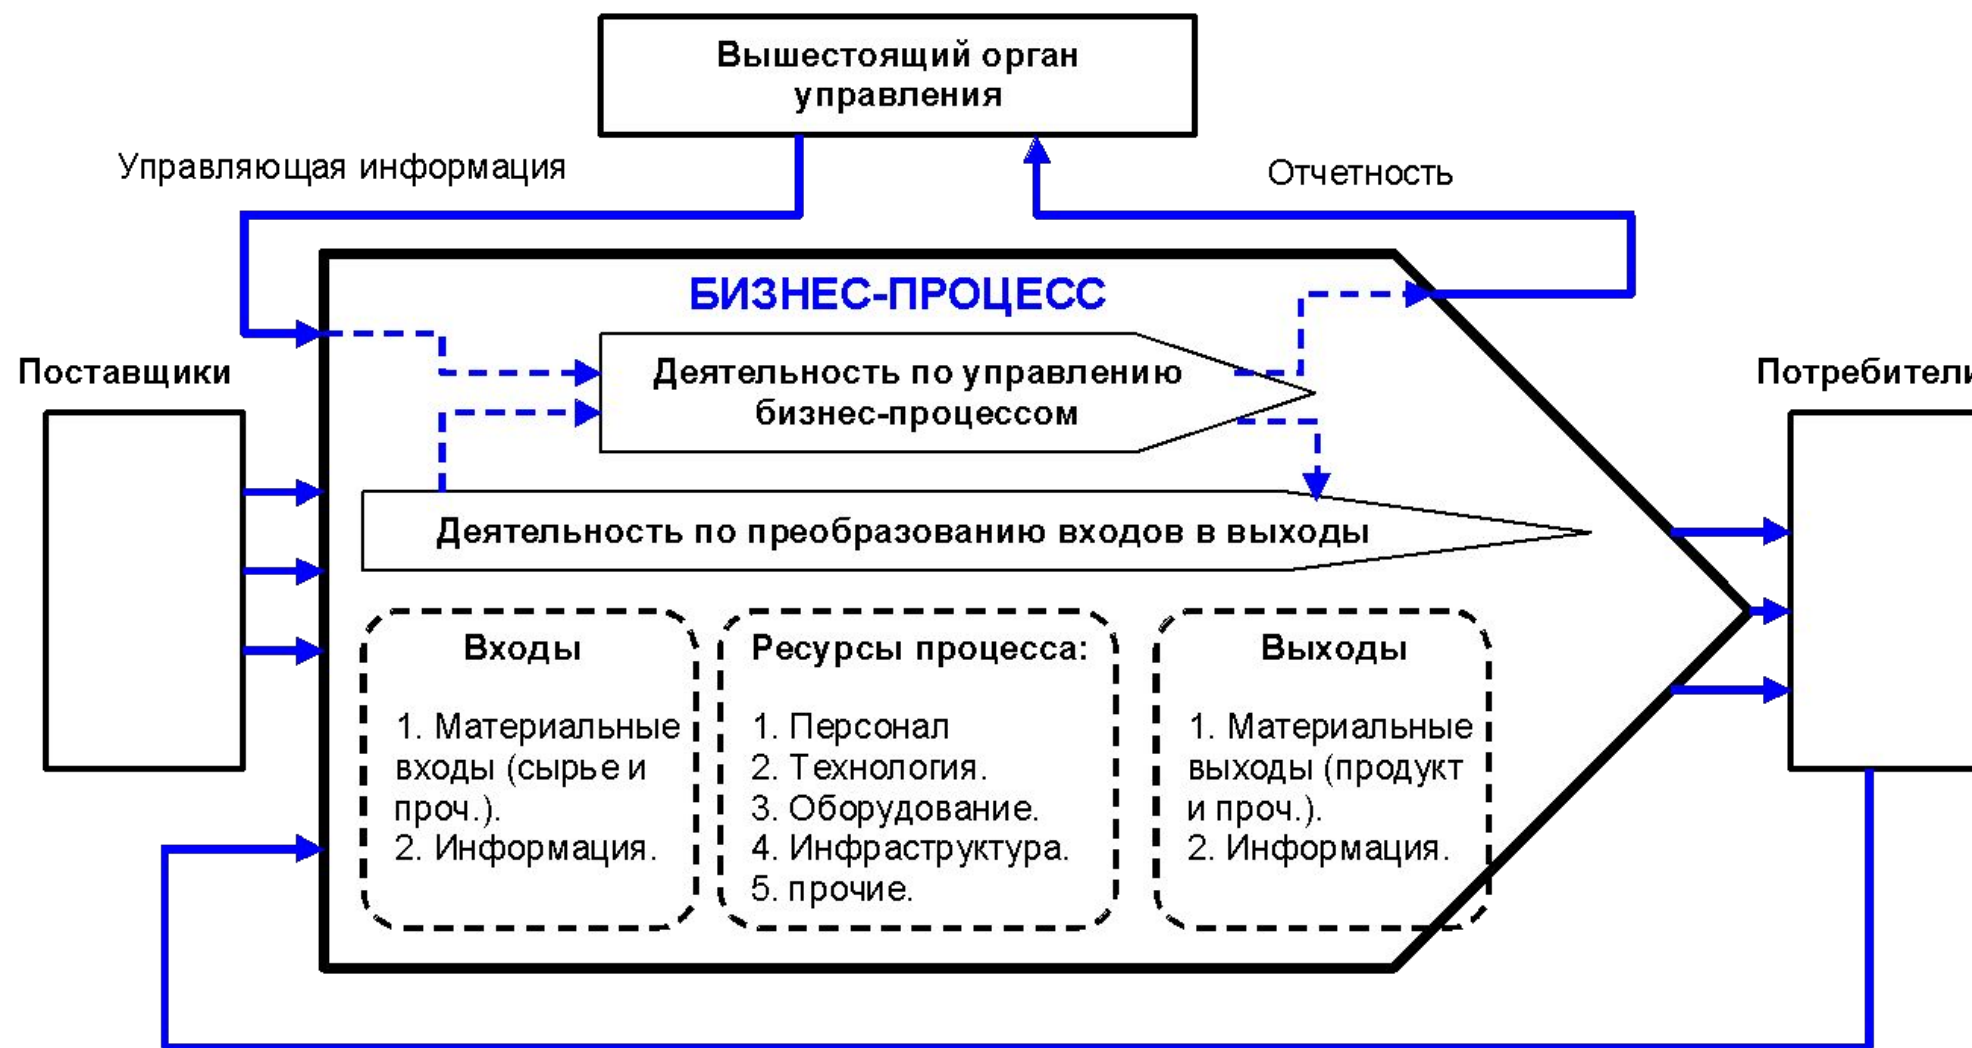 Вышестоящий орган
управления
Управляющая информация
Отчетность
БИЗНЕС-ПРОЦЕСС
Поставщики
Деятельность по управлению
бизнес-процессом
Потребители
Деятельность по преобразованию входов в выходы
Входы
1. Материальные
входы (сырье и
проч.).
2. Информация.
Ресурсы процесса:
1. Персонал
2. Технология.
3. Оборудование.
4. Инфраструктура.
5. прочие.
Выходы
1. Материальные
выходы (продукт
и проч.).
2. Информация.